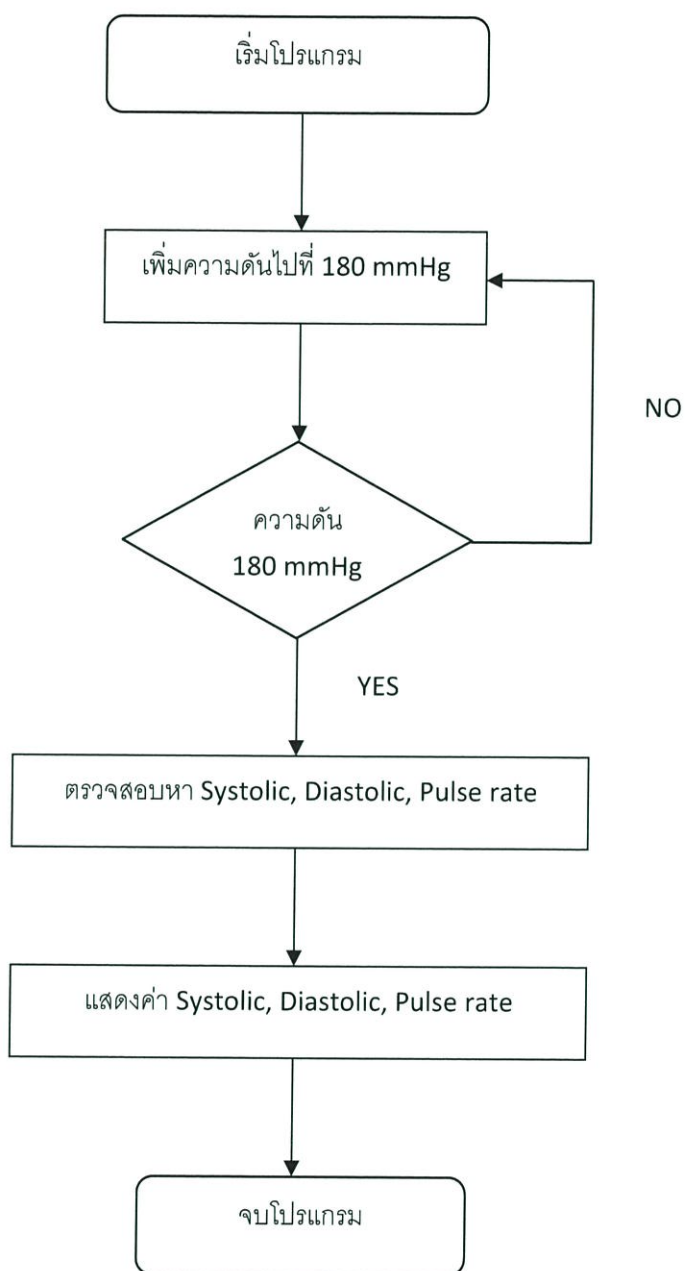 เริ่มโปรแกรม
เพิ่มความดันไปที่ 180 mmHg
NO
ความดัน
180 mmHg
YES
ตรวจสอบหา Systolic, Diastolic, Pulse rate
แสดงค่า Systolic, Diastolic, Pulse rate
จบโปรแกรม